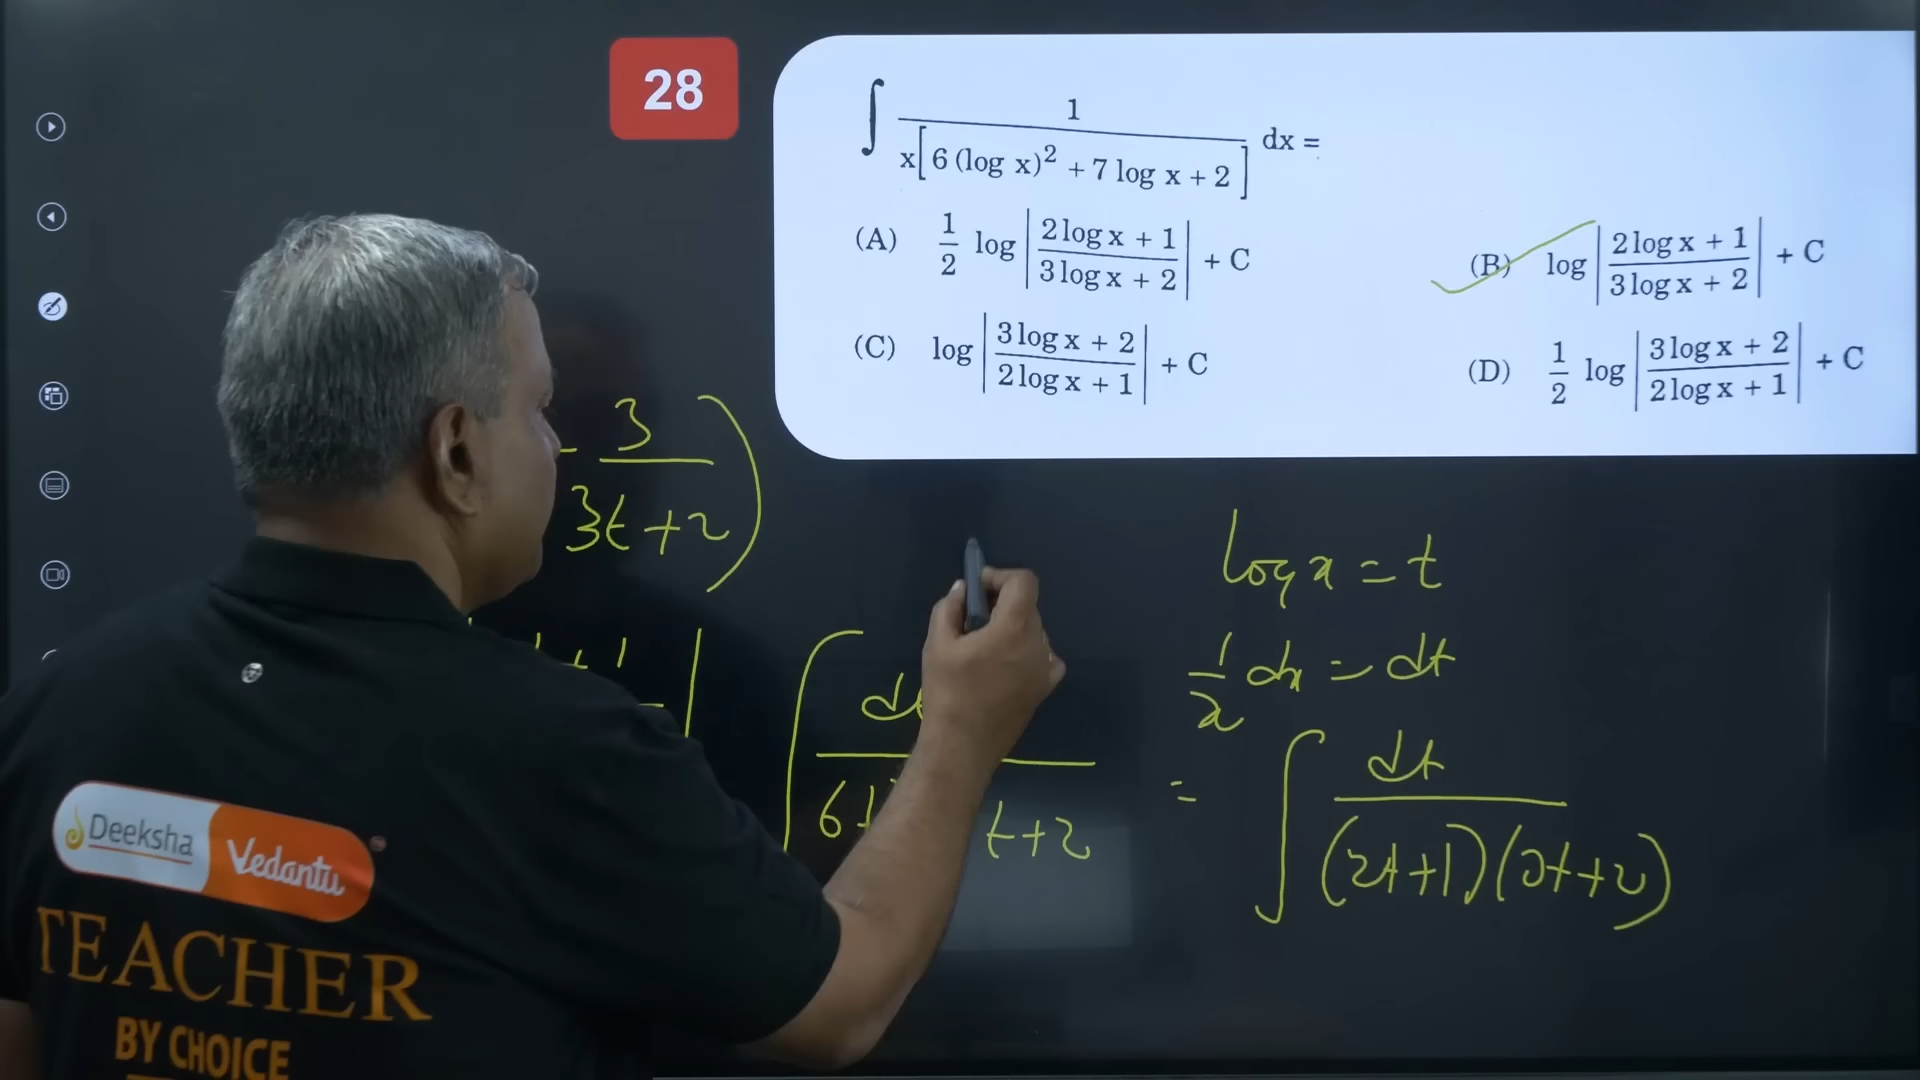 28
∫ 1 / x[6 (log x)² + 7 log x + 2] dx =
(A) 1/2 log |2 log x + 1 / 3 log x + 2| + C
(B) log |2 log x + 1 / 3 log x + 2| + C
(C) log |3 log x + 2 / 2 log x + 1| + C
(D) 1/2 log |3 log x + 2 / 2 log x + 1| + C
- 3 / 3t+2 )
log x = t
+1 |
1/x dx = dt
∫ / t+2
= ∫ dt / (2t+1)(3t+2)
Deeksha Vedantu
TEACHER
BY CHOICE